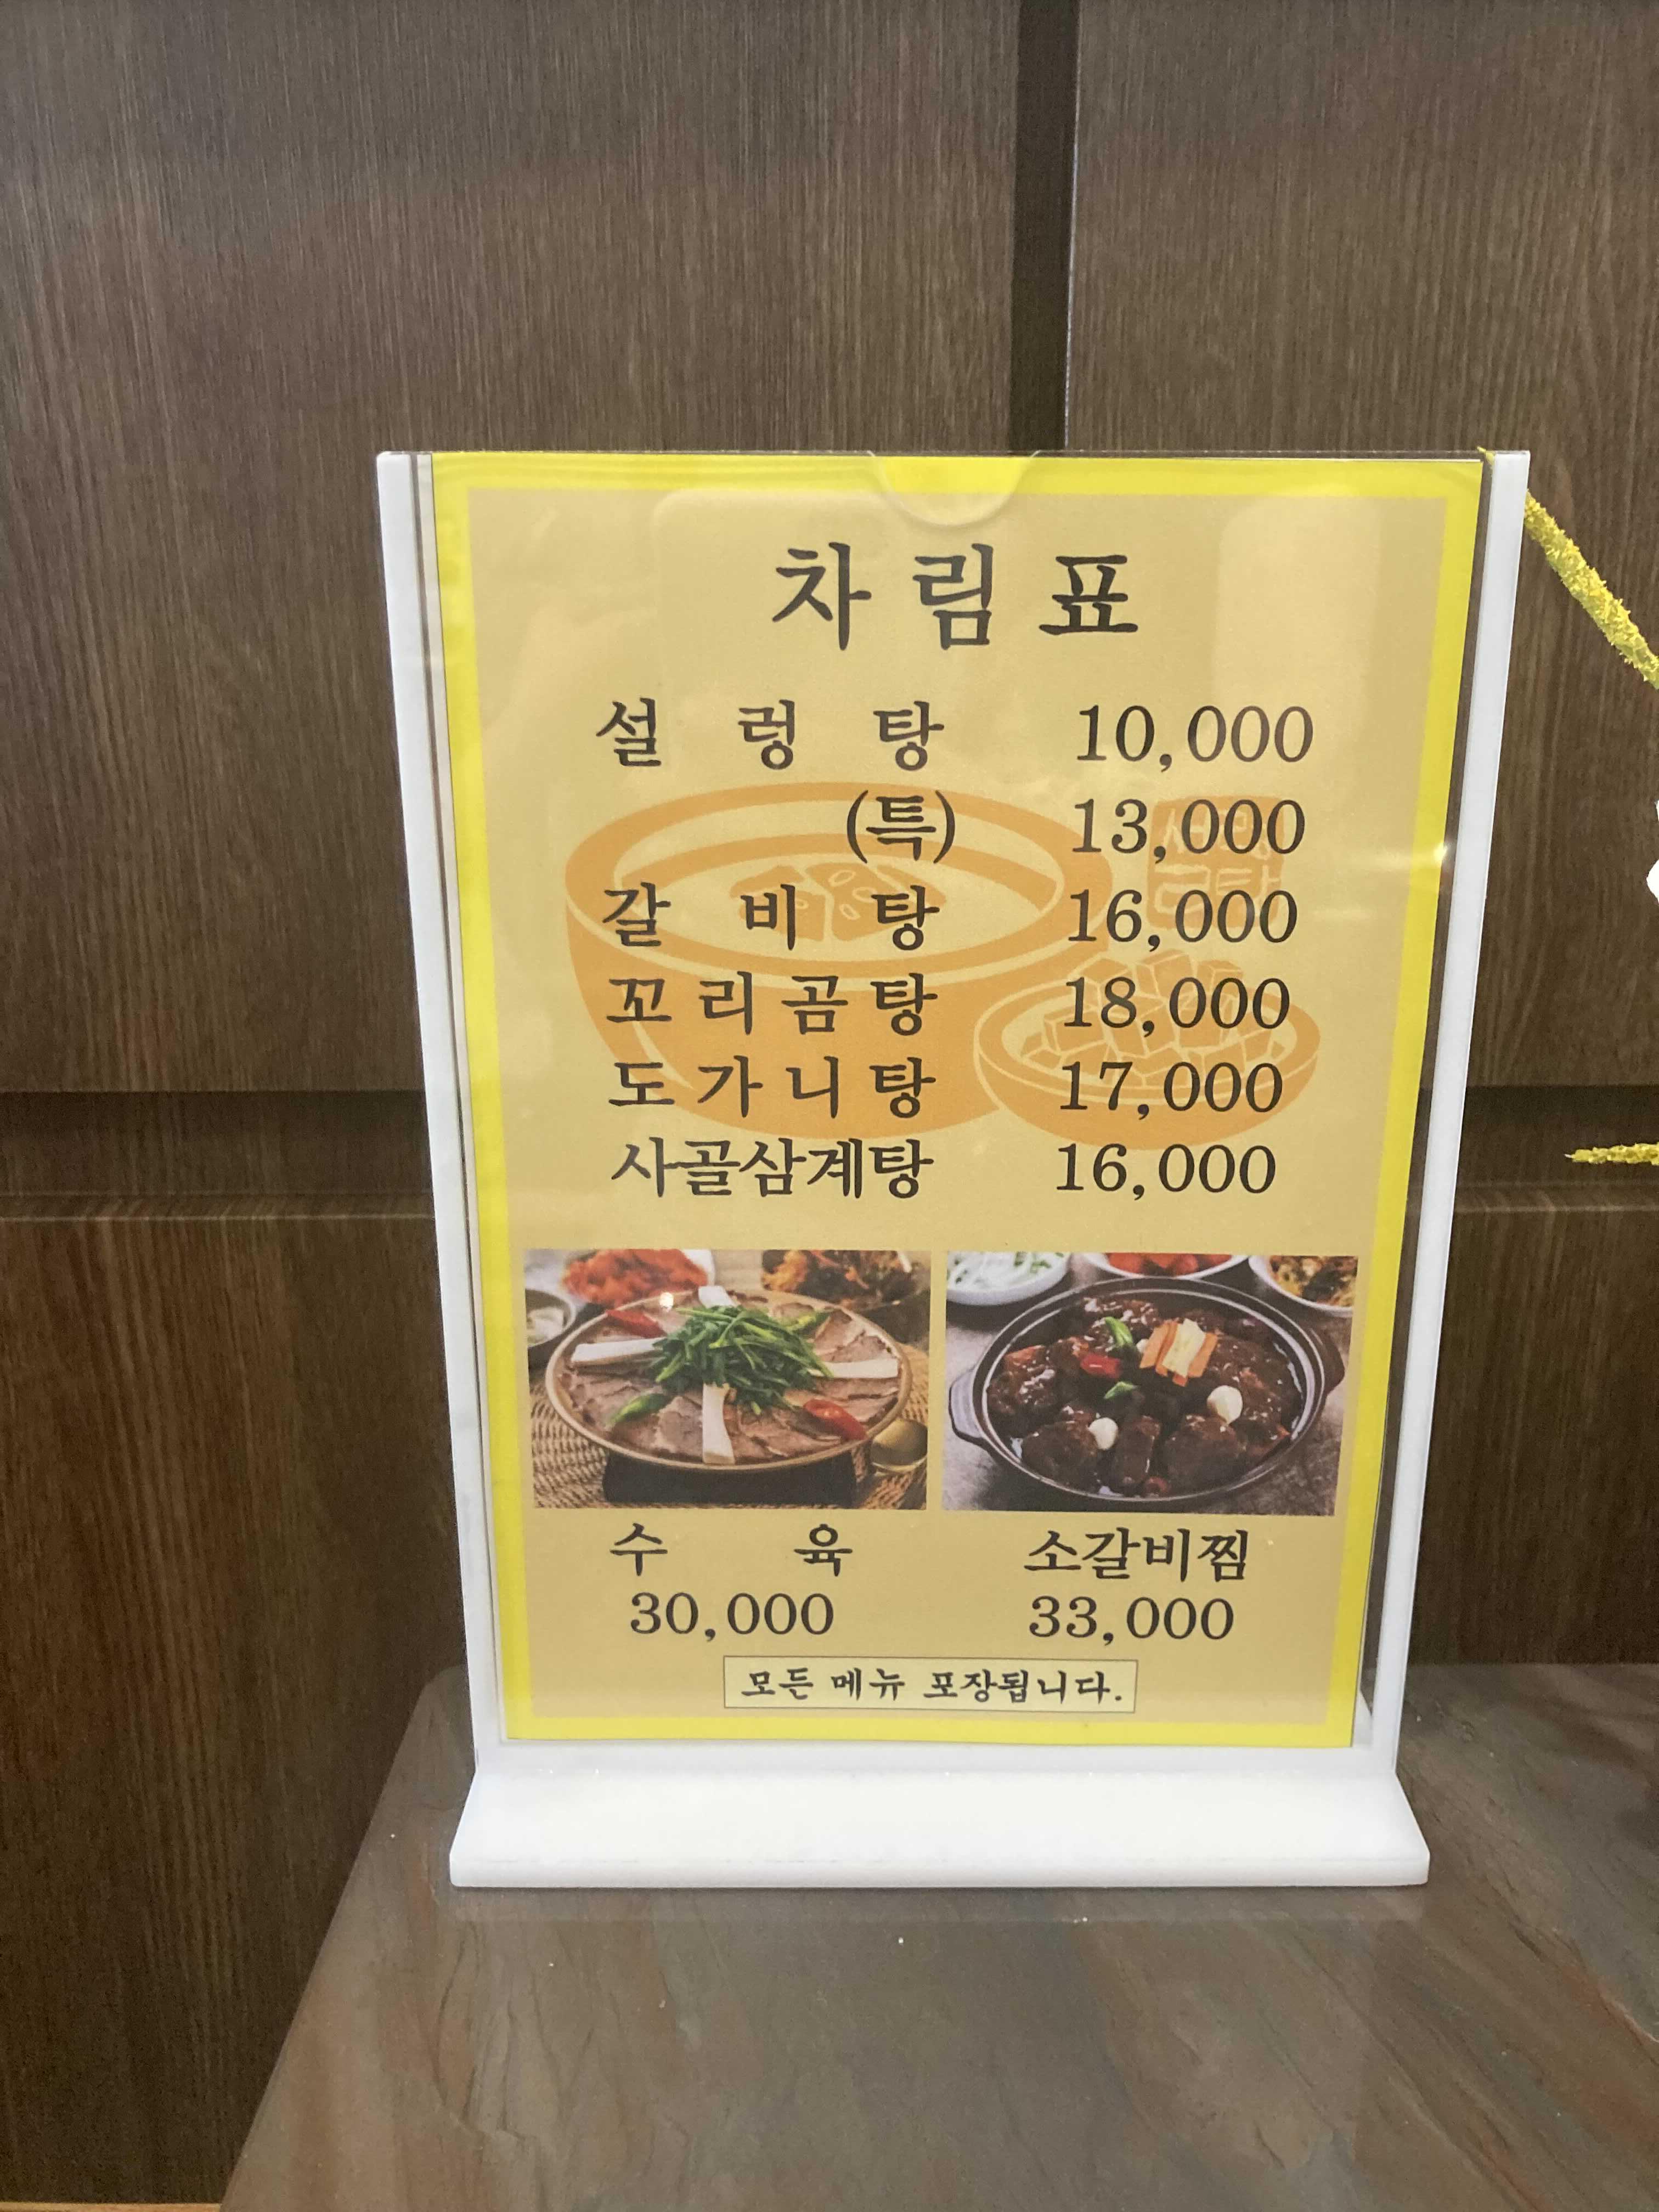 차림표
설렁탕 10,000
(특) 13,000
갈비탕 16,000
꼬리곰탕 18,000
도가니탕 17,000
사골삼계탕 16,000
수육 소갈비찜
30,000 33,000
모든 메뉴 포장됩니다.